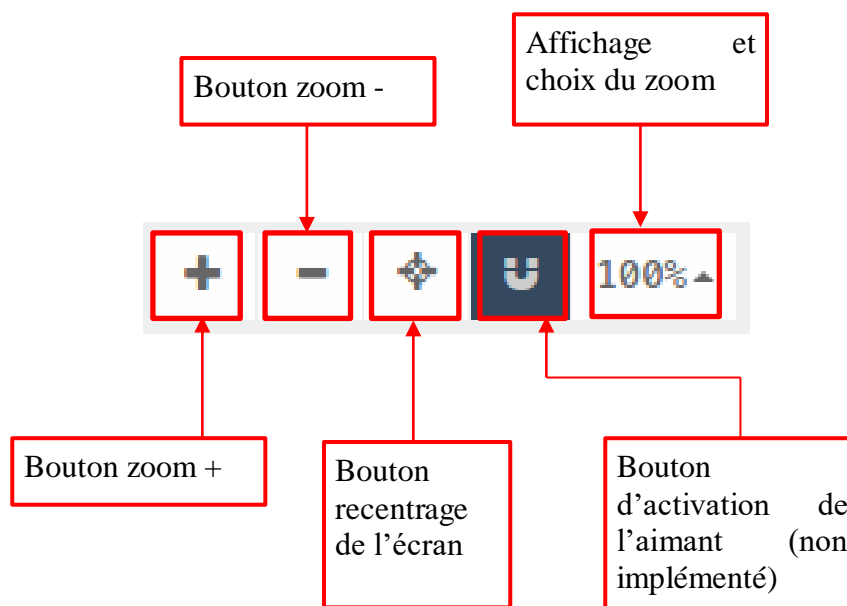 Affichage et
choix du zoom
Bouton zoom -
100%
Bouton zoom +
Bouton
recentrage
de l’écran
Bouton
d’activation de
l’aimant (non
implémenté)